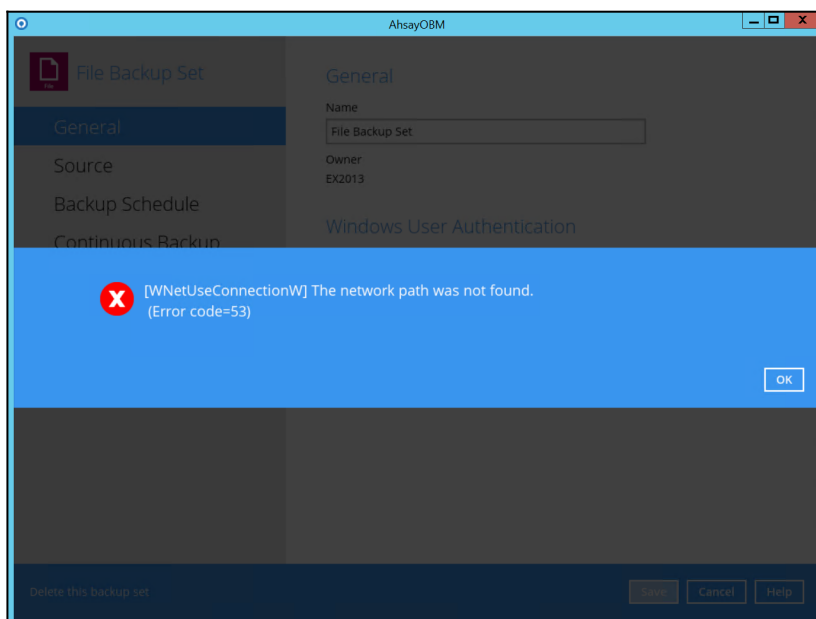 AhsayOBM
File Backup Set
File
General
Source
Backup Schedule
Continuous Backup
General
Name
File Backup Set
Owner
EX2013
Windows User Authentication
[WNetUseConnectionW] The network path was not found.
(Error code=53)
OK
Delete this backup set
Save
Cancel
Help